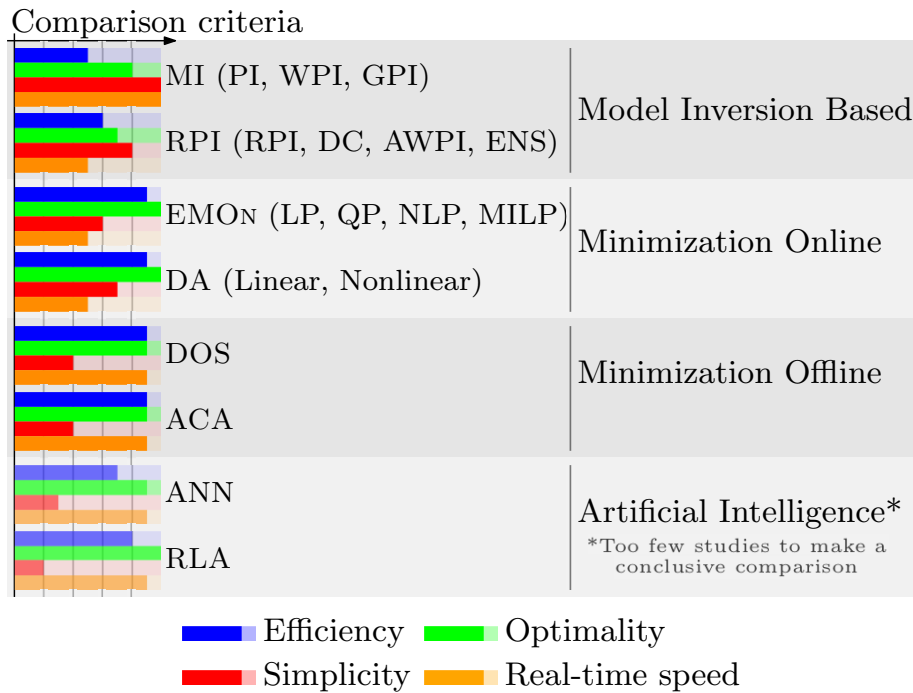 Comparison criteria
MI (PI, WPI, GPI)
RPI (RPI, DC, AWPI, ENS)
Model Inversion Based
EMOn (LP, QP, NLP, MILP)
DA (Linear, Nonlinear)
Minimization Online
DOS
ACA
Minimization Offline
ANN
RLA
Artificial Intelligence*
*Too few studies to make a
conclusive comparison
Efficiency
Optimality
Simplicity
Real-time speed